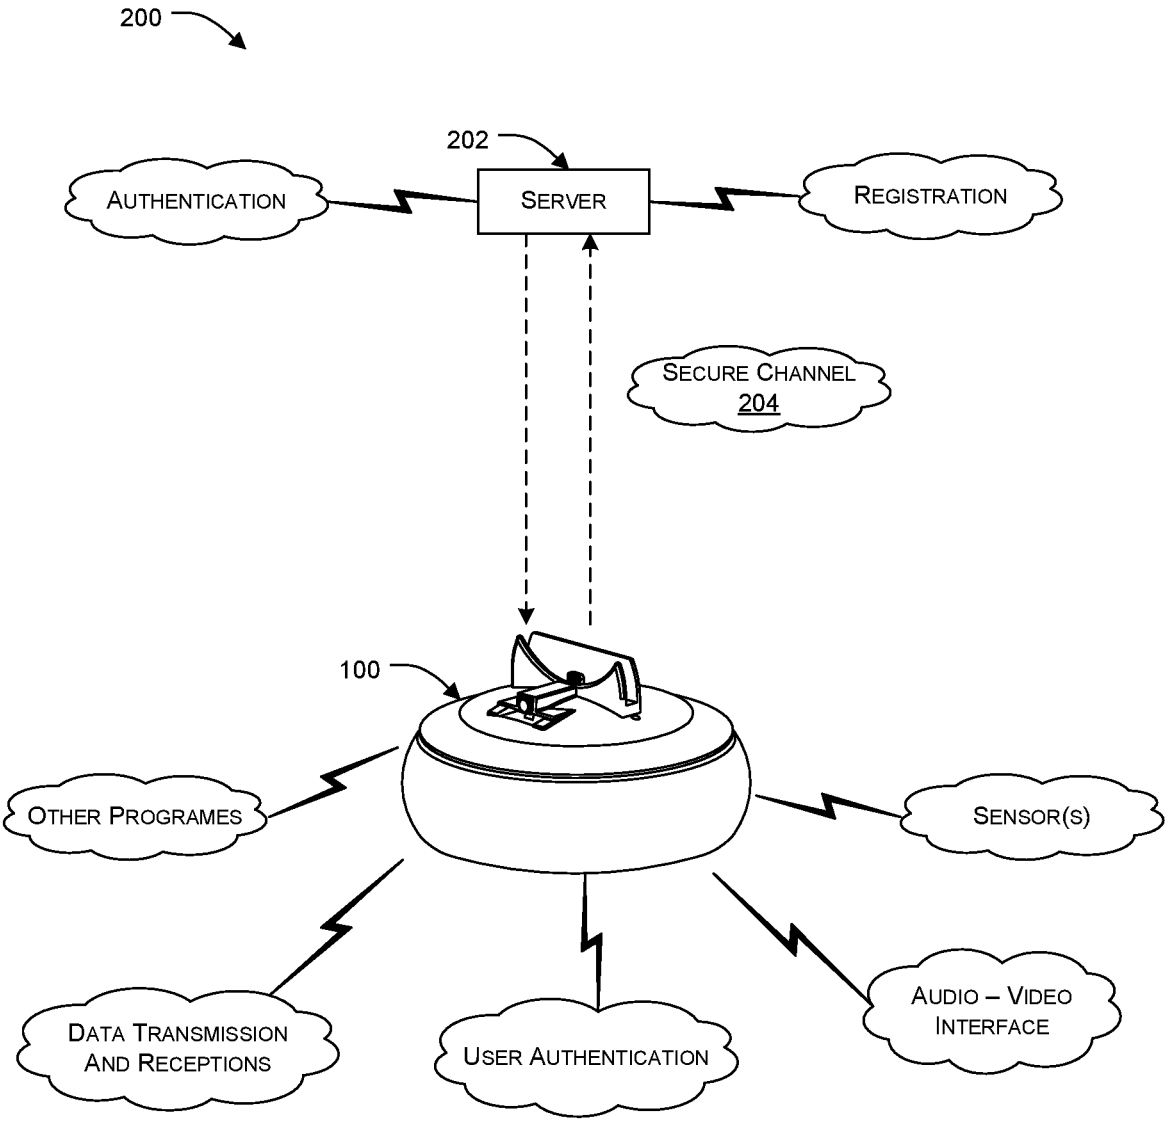 200
202
AUTHENTICATION
SERVER
REGISTRATION
SECURE CHANNEL
204
100
OTHER PROGRAMES
SENSOR(S)
DATA TRANSMISSION
AND RECEPTIONS
USER AUTHENTICATION
AUDIO – VIDEO
INTERFACE